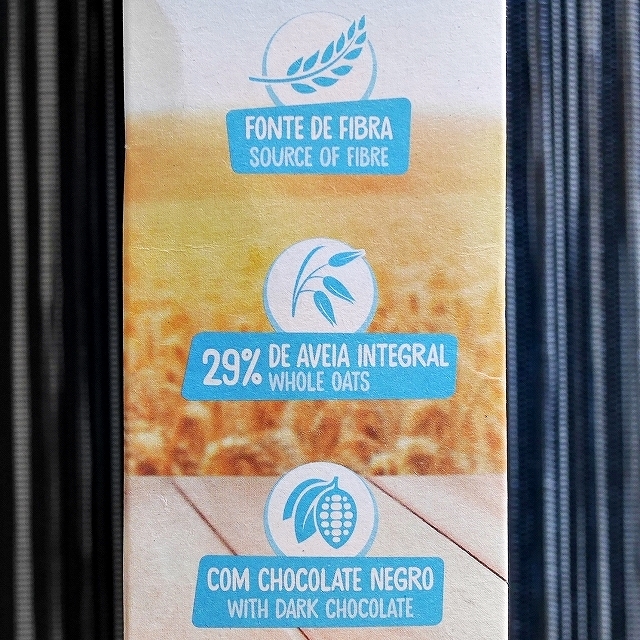 FONTE DE FIBRA
SOURCE OF FIBRE
29% DE AVEIA INTEGRAL
WHOLE OATS
COM CHOCOLATE NEGRO
WITH DARK CHOCOLATE